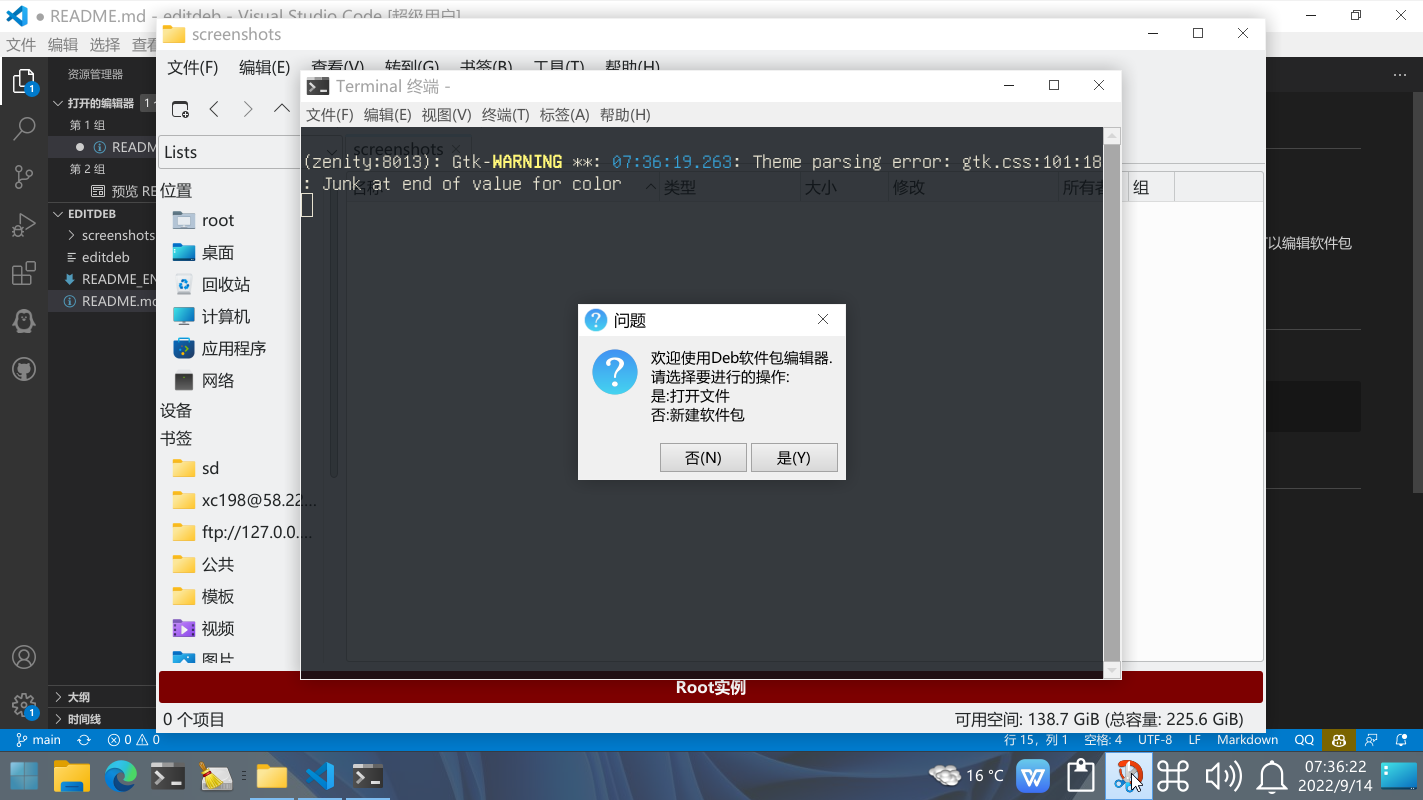 README.md - editdeb - Visual Studio Code [超级用户]
文件 编辑 选择 查看
资源管理器
打开的编辑器 1
第 1 组
README
第 2 组
预览 RE
EDITDEB
screenshots
editdeb
README_EN
README.md
大纲
时间线
可以编辑软件包
screenshots
文件(F) 编辑(E) 查看(V) 转到(G) 书签(B) 工具(T) 帮助(H)
Lists
screenshots
位置
root
桌面
回收站
计算机
应用程序
网络
设备
书签
sd
xc198@58.22...
ftp://127.0.0....
公共
模板
视频
图片
名称 类型 大小 修改 所有者 组
Terminal 终端 -
文件(F) 编辑(E) 视图(V) 终端(T) 标签(A) 帮助(H)
(zenity:8013): Gtk-WARNING **: 07:36:19.263: Theme parsing error: gtk.css:101:18
: Junk at end of value for color
问题
欢迎使用Deb软件包编辑器.
请选择要进行的操作:
是:打开文件
否:新建软件包
否(N) 是(Y)
Root实例
0 个项目 可用空间: 138.7 GiB (总容量: 225.6 GiB)
main 0 0 行 15，列 1 空格: 4 UTF-8 LF Markdown QQ
16 °C
07:36:22
2022/9/14